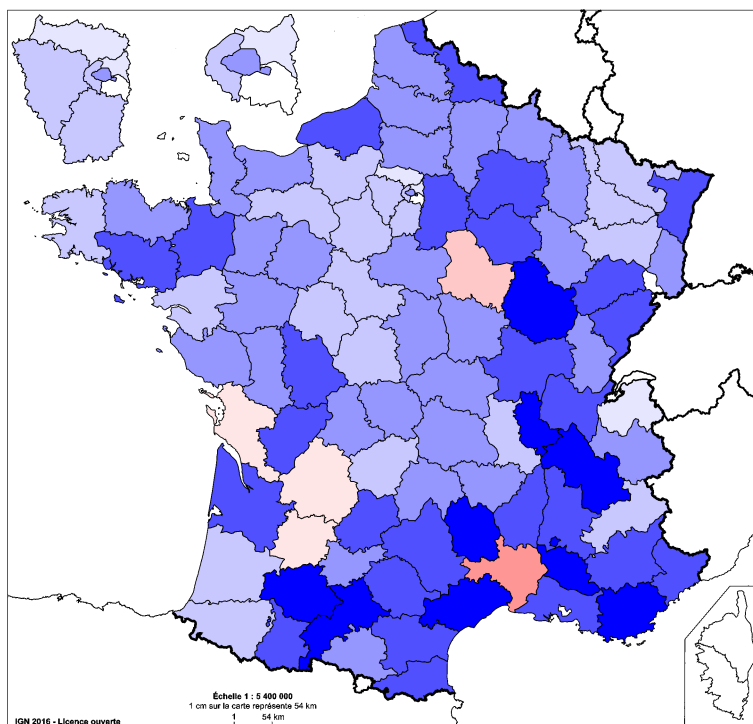 Échelle 1 : 5 400 000
1 cm sur la carte représente 54 km
1 54 km
IGN 2016 - Licence ouverte